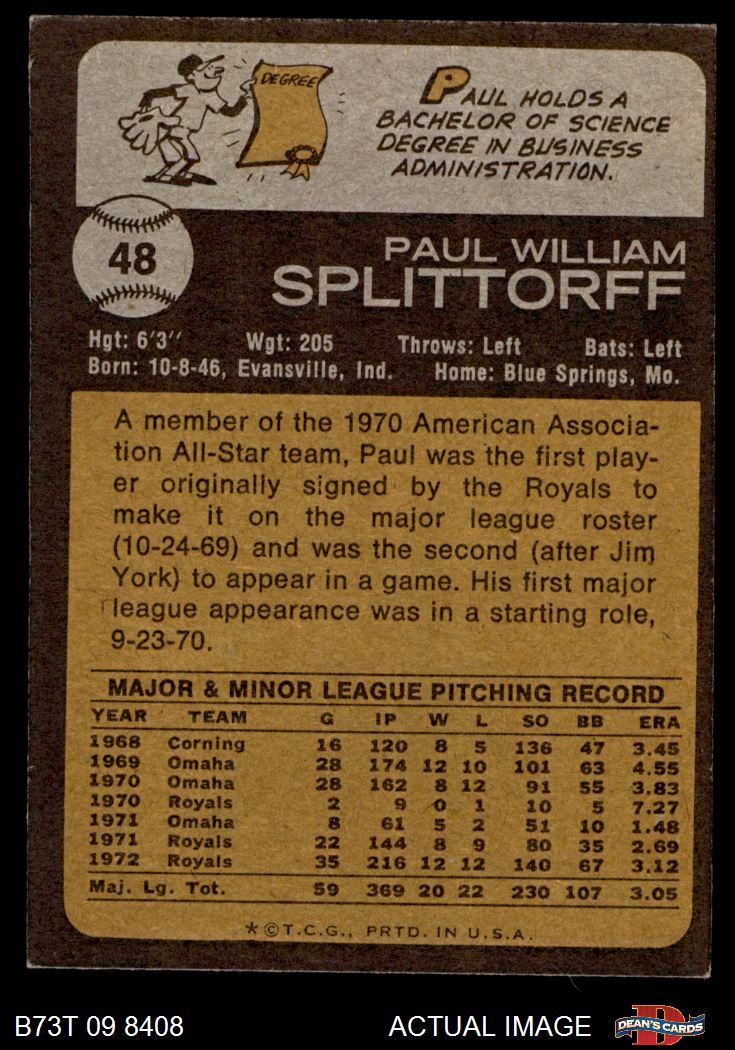 DEGREE
PAUL HOLDS A
BACHELOR OF SCIENCE
DEGREE IN BUSINESS
ADMINISTRATION.
48
PAUL WILLIAM
SPLITTORFF
Hgt: 6'3" Wgt: 205 Throws: Left Bats: Left
Born: 10-8-46, Evansville, Ind. Home: Blue Springs, Mo.
A member of the 1970 American Associa-
tion All-Star team, Paul was the first play-
er originally signed by the Royals to
make it on the major league roster
(10-24-69) and was the second (after Jim
York) to appear in a game. His first major
league appearance was in a starting role,
9-23-70.
MAJOR & MINOR LEAGUE PITCHING RECORD
YEAR TEAM G IP W L SO BB ERA
1968 Corning 16 120 8 5 136 47 3.45
1969 Omaha 28 174 12 10 101 63 4.55
1970 Omaha 28 162 8 12 91 55 3.83
1970 Royals 2 9 0 1 10 5 7.27
1971 Omaha 8 61 5 2 51 10 1.48
1971 Royals 22 144 8 9 80 35 2.69
1972 Royals 35 216 12 12 140 67 3.12
Maj. Lg. Tot. 59 369 20 22 230 107 3.05
*©T.C.G., PRTD. IN U.S.A.
B73T 09 8408 ACTUAL IMAGE DEAN'S CARDS